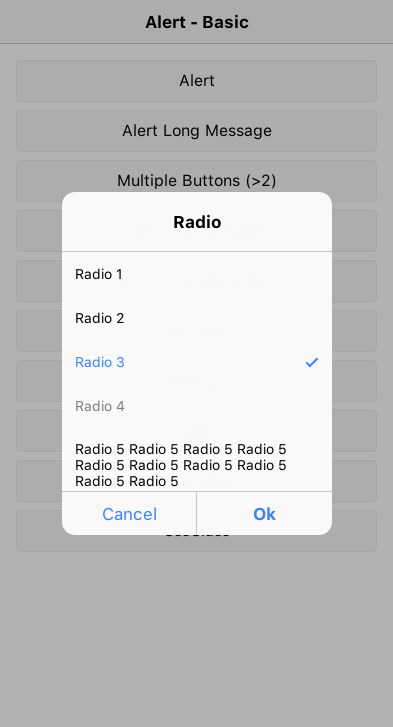 Alert - Basic
Alert
Alert Long Message
Multiple Buttons (>2)
Radio
Radio 1
Radio 2
Radio 3
Radio 4
Radio 5 Radio 5 Radio 5 Radio 5
Radio 5 Radio 5 Radio 5 Radio 5
Radio 5 Radio 5
Cancel
Ok